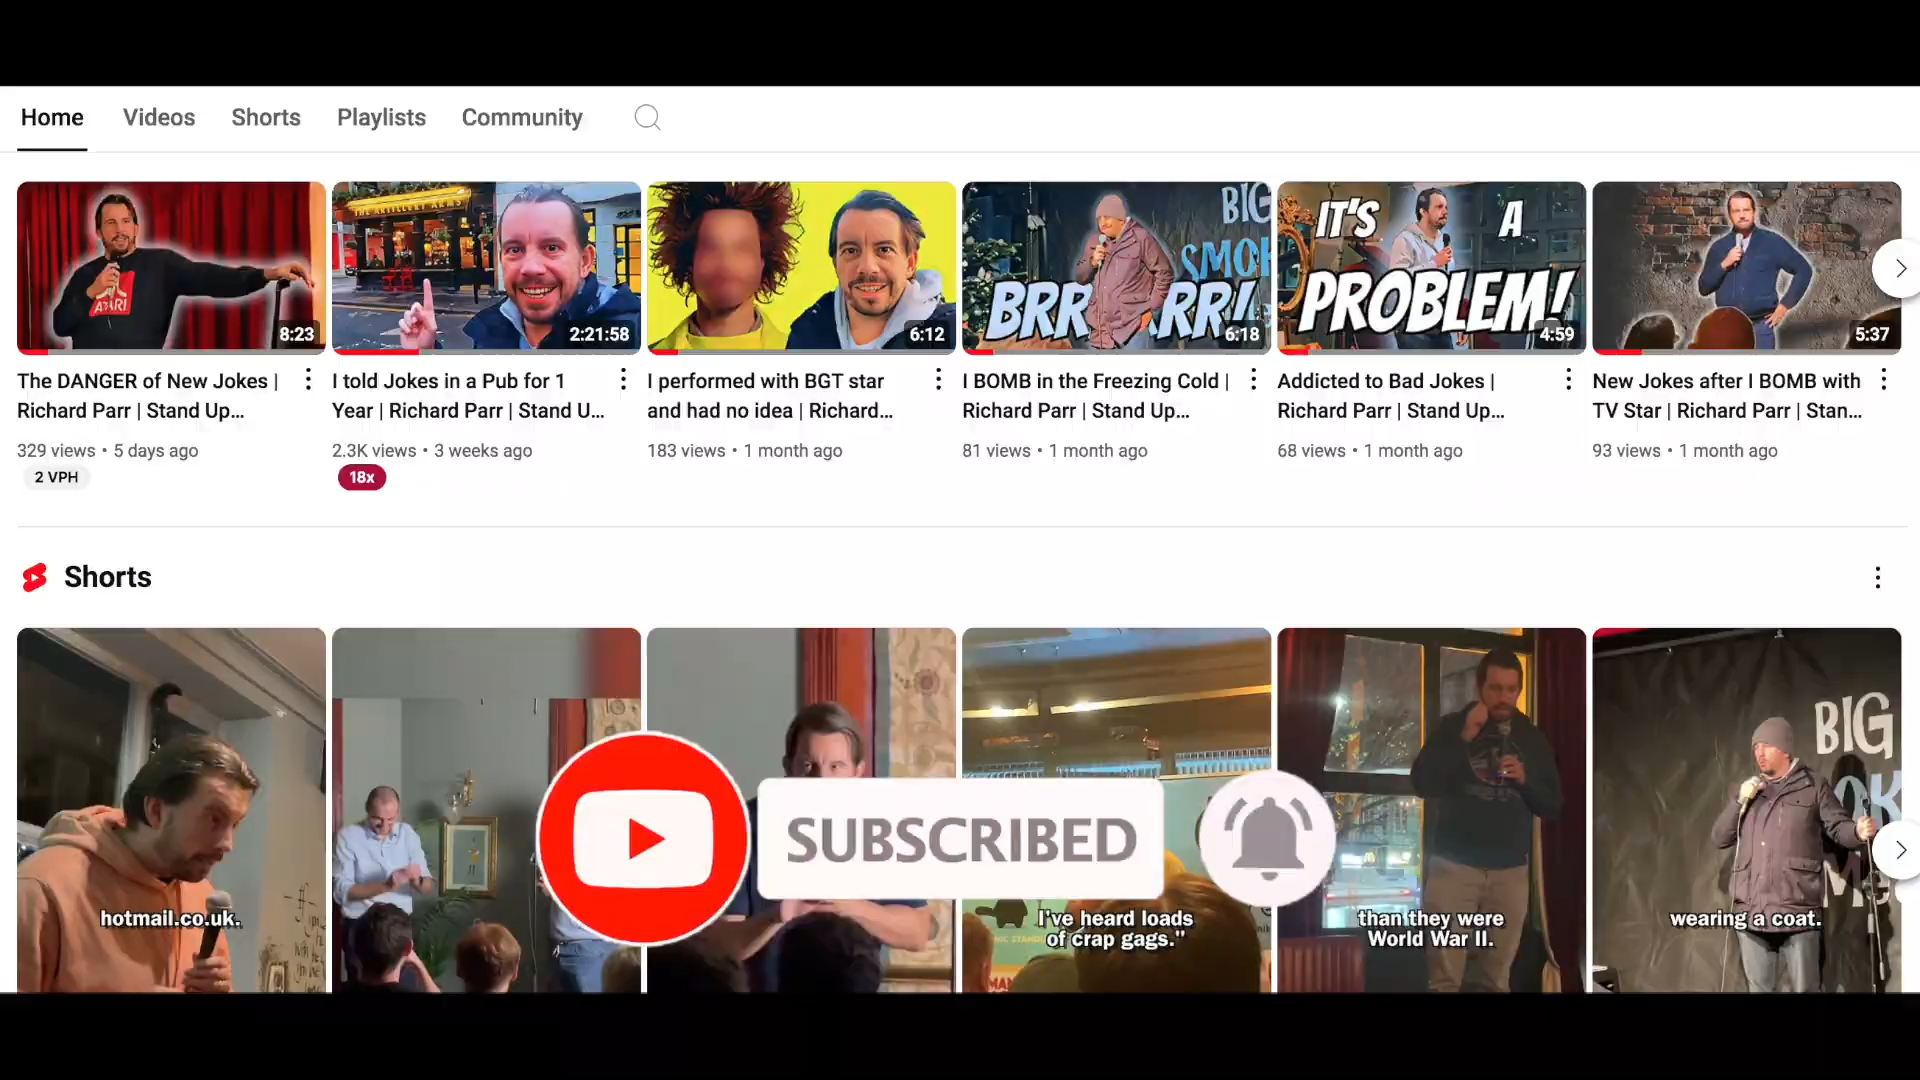 Home Videos Shorts Playlists Community
THE ARTILLERY ARMS
ATARI
BIG
SMOK
BRR RR!
IT'S A
PROBLEM!
8:23
2:21:58
6:12
6:18
4:59
5:37
The DANGER of New Jokes |
Richard Parr | Stand Up...
329 views • 5 days ago
2 VPH
I told Jokes in a Pub for 1
Year | Richard Parr | Stand U...
2.3K views • 3 weeks ago
18x
I performed with BGT star
and had no idea | Richard...
183 views • 1 month ago
I BOMB in the Freezing Cold |
Richard Parr | Stand Up...
81 views • 1 month ago
Addicted to Bad Jokes |
Richard Parr | Stand Up...
68 views • 1 month ago
New Jokes after I BOMB with
TV Star | Richard Parr | Stan...
93 views • 1 month ago
Shorts
BIG
SUBSCRIBED
hotmail.co.uk.
I've heard loads
of crap gags."
than they were
World War II.
wearing a coat.